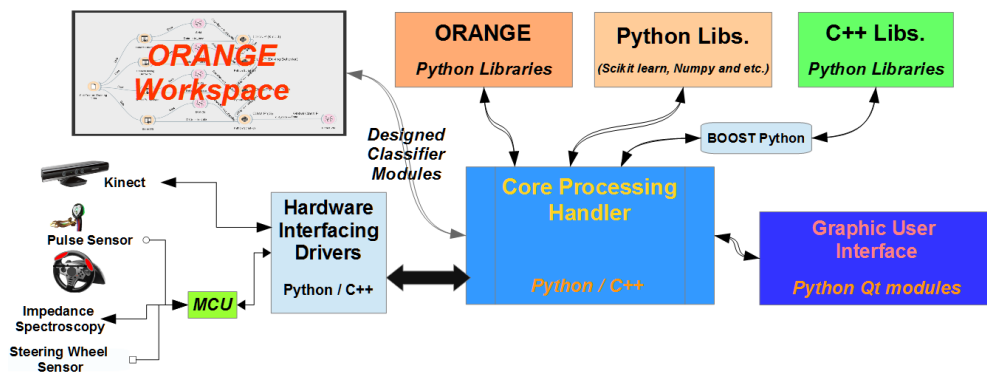 ORANGE
Workspace
ORANGE
Python Libraries
Python Libs.
(Scikit learn, Numpy and etc.)
C++ Libs.
Python Libraries
BOOST Python
Designed
Classifier
Modules
Kinect
Pulse Sensor
Impedance
Spectroscopy
Steering Wheel
Sensor
MCU
Hardware
Interfacing
Drivers
Python / C++
Core Processing
Handler
Python / C++
Graphic User
Interface
Python Qt modules